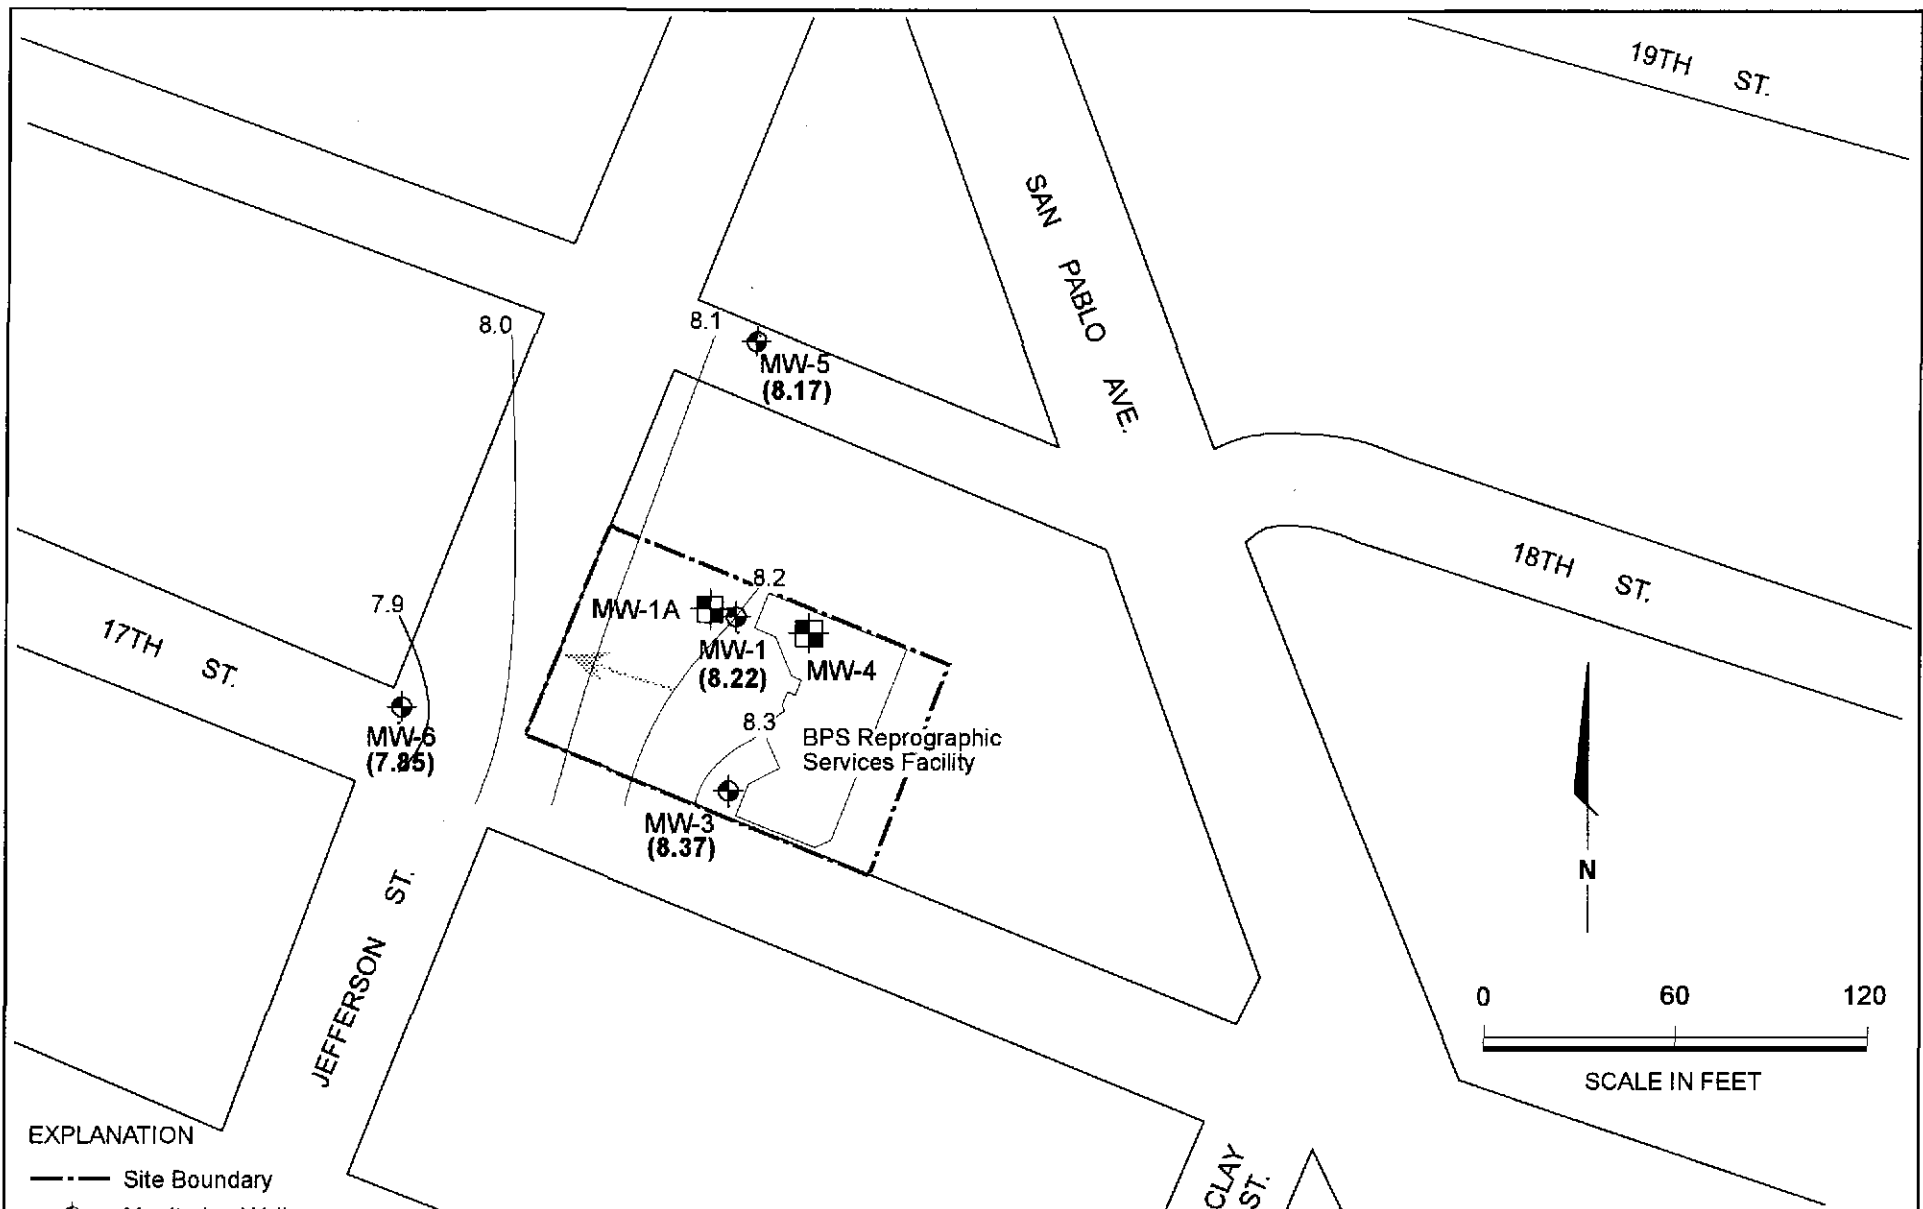 19TH ST.
SAN PABLO AVE.
8.0
8.1
MW-5
(8.17)
18TH ST.
8.2
7.9
MW-1A
17TH ST.
MW-1
(8.22)
MW-4
8.3
MW-6
(7.85)
BPS Reprographic
Services Facility
MW-3
(8.37)
N
JEFFERSON ST.
0 60 120
SCALE IN FEET
EXPLANATION
Site Boundary
CLAY
ST.